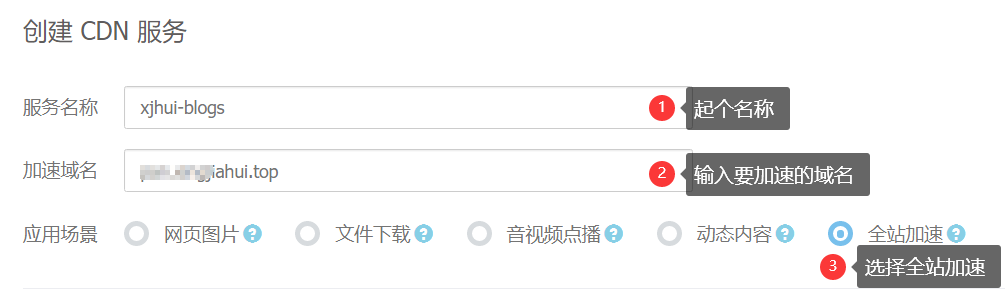 创建 CDN 服务
服务名称 xjhui-blogs 1 起个名称
加速域名 jiahui.top 2 输入要加速的域名
应用场景 网页图片 ? 文件下载 ? 音视频点播 ? 动态内容 ? 全站加速 ?
3 选择全站加速